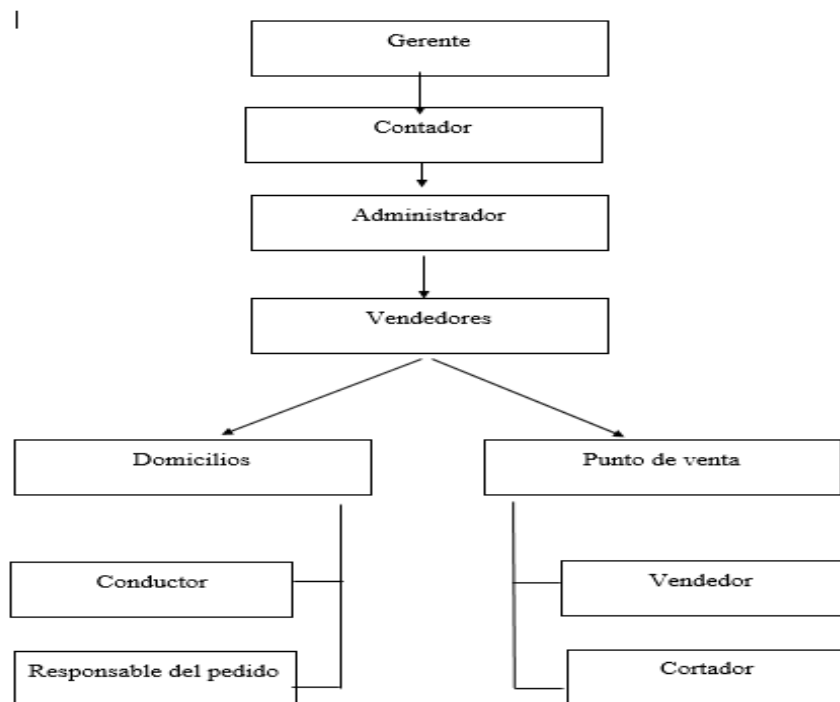 Gerente
Contador
Administrador
Vendedores
Domicilios
Punto de venta
Conductor
Vendedor
Responsable del pedido
Cortador